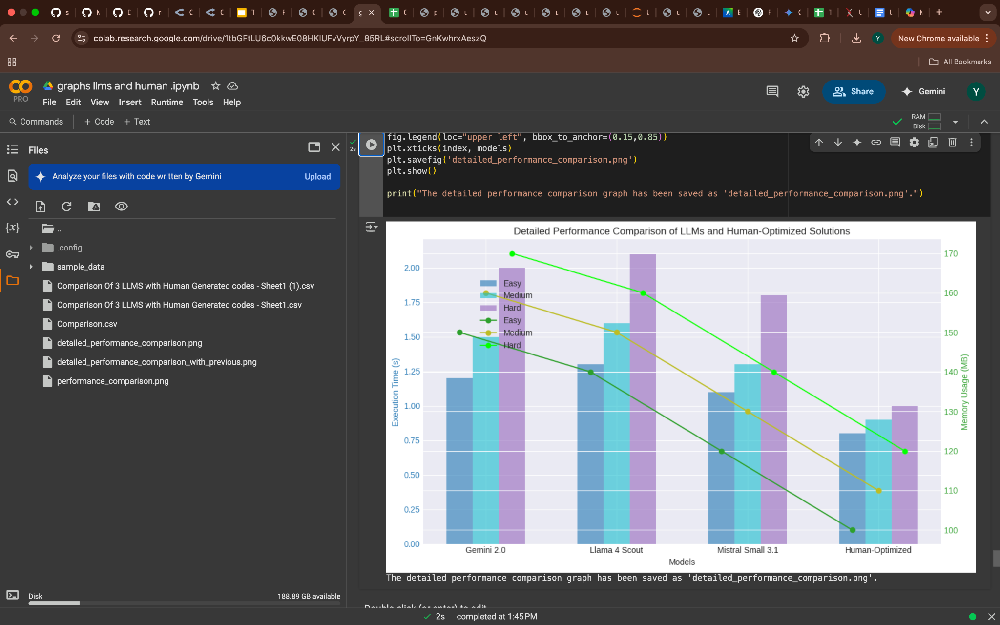 colab.research.google.com/drive/1tbGFtLU6c0kkwE08HKlUFvVyrpY_85RL#scrollTo=GnKwhrxAeszQ
Y
New Chrome available
All Bookmarks
PRO
graphs llms and human .ipynb
File Edit View Insert Runtime Tools Help
Share
Gemini
Y
Commands
+ Code + Text
RAM
Disk
Files
Analyze your files with code written by Gemini
Upload
..
.config
sample_data
Comparison Of 3 LLMS with Human Generated codes - Sheet1 (1).csv
Comparison Of 3 LLMS with Human Generated codes - Sheet1.csv
Comparison.csv
detailed_performance_comparison.png
detailed_performance_comparison_with_previous.png
performance_comparison.png
Disk
188.89 GB available
2s
fig.legend(loc="upper left", bbox_to_anchor=(0.15,0.85))
plt.xticks(index, models)
plt.savefig('detailed_performance_comparison.png')
plt.show()
print("The detailed performance comparison graph has been saved as 'detailed_performance_comparison.png'.")
Detailed Performance Comparison of LLMs and Human-Optimized Solutions
Execution Time (s)
2.00
1.75
1.50
1.25
1.00
0.75
0.50
0.25
0.00
Easy
Medium
Hard
Easy
Medium
Hard
170
160
150
140
130
120
110
100
Memory Usage (MB)
Gemini 2.0
Llama 4 Scout
Mistral Small 3.1
Human-Optimized
Models
The detailed performance comparison graph has been saved as 'detailed_performance_comparison.png'.
Double-click (or enter) to edit
2s completed at 1:45 PM